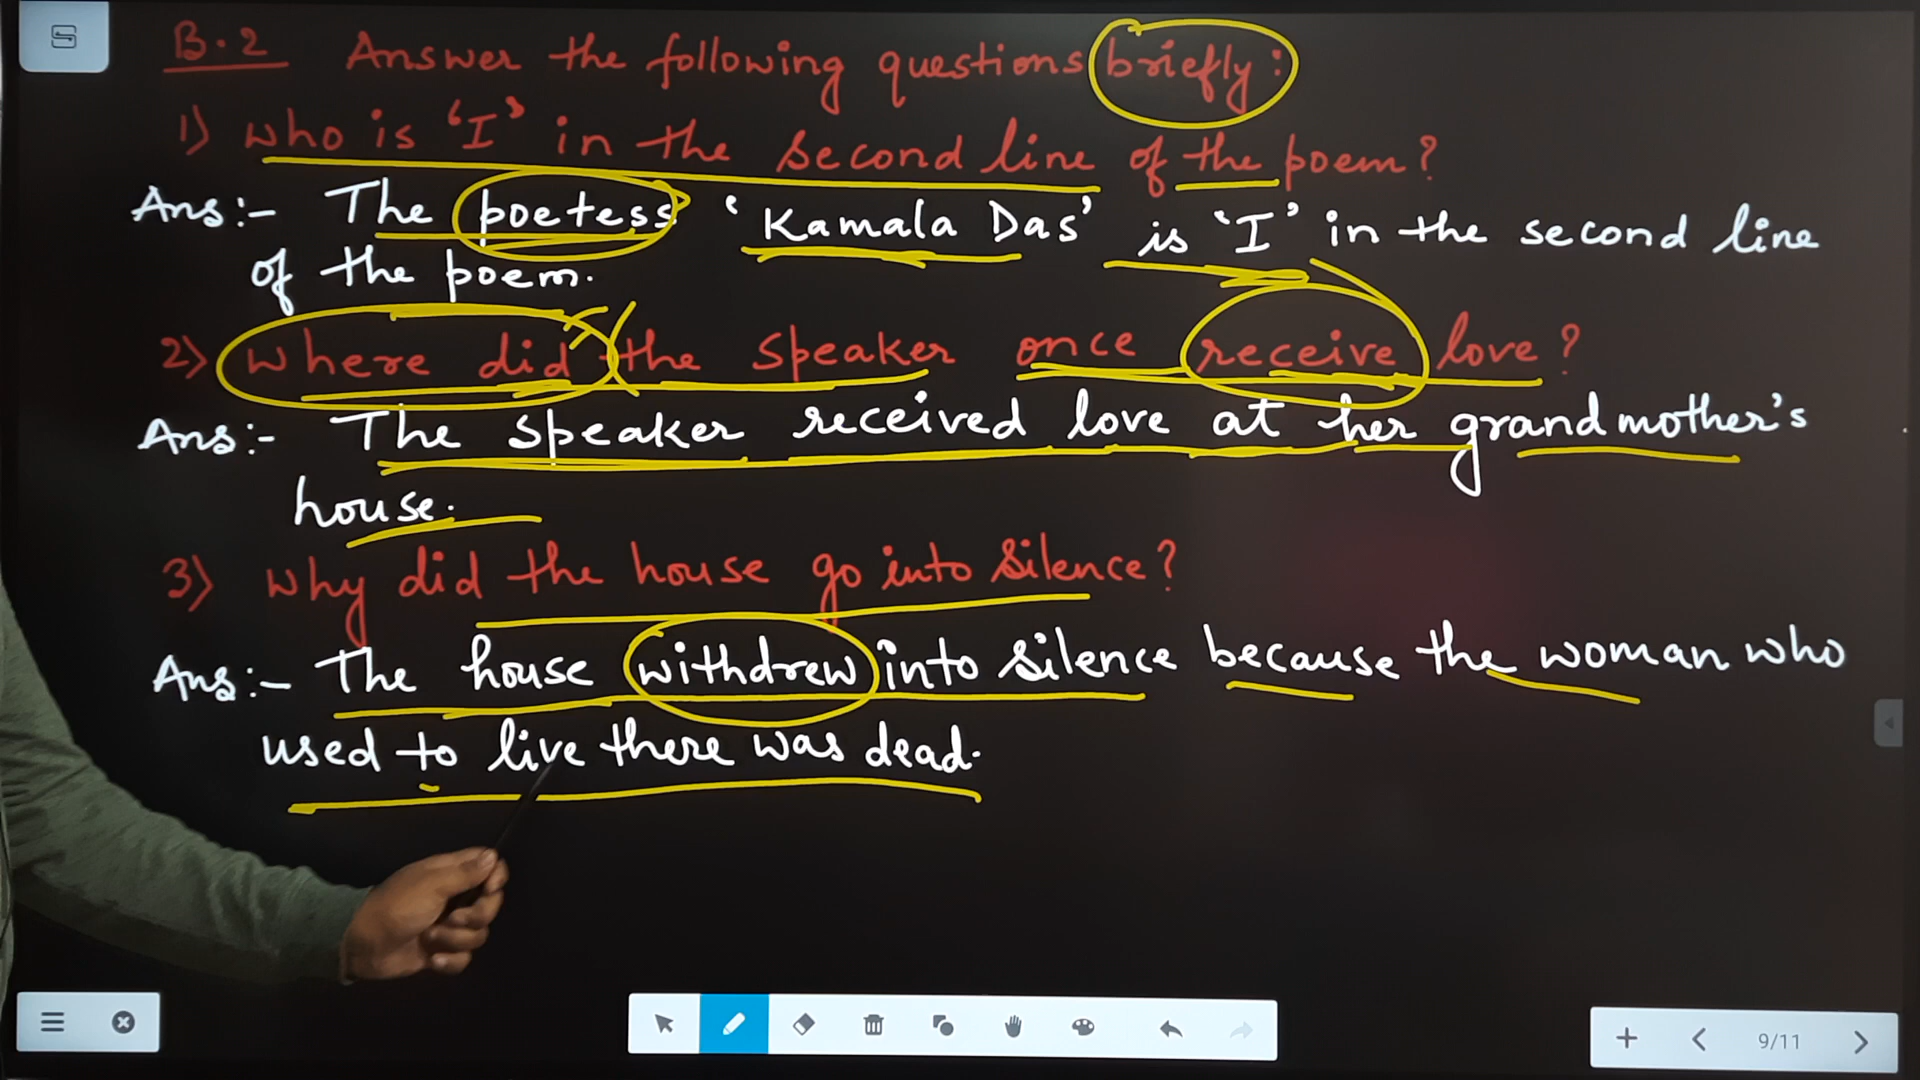 B.2 Answer the following questions briefly:
1) Who is 'I' in the second line of the poem?
Ans:- The poetess 'Kamala Das' is 'I' in the second line
of the poem.
2) Where did the speaker once receive love?
Ans:- The speaker received love at her grandmother's
house.
3) Why did the house go into silence?
Ans:- The house withdrew into silence because the woman who
used to live there was dead.
9/11